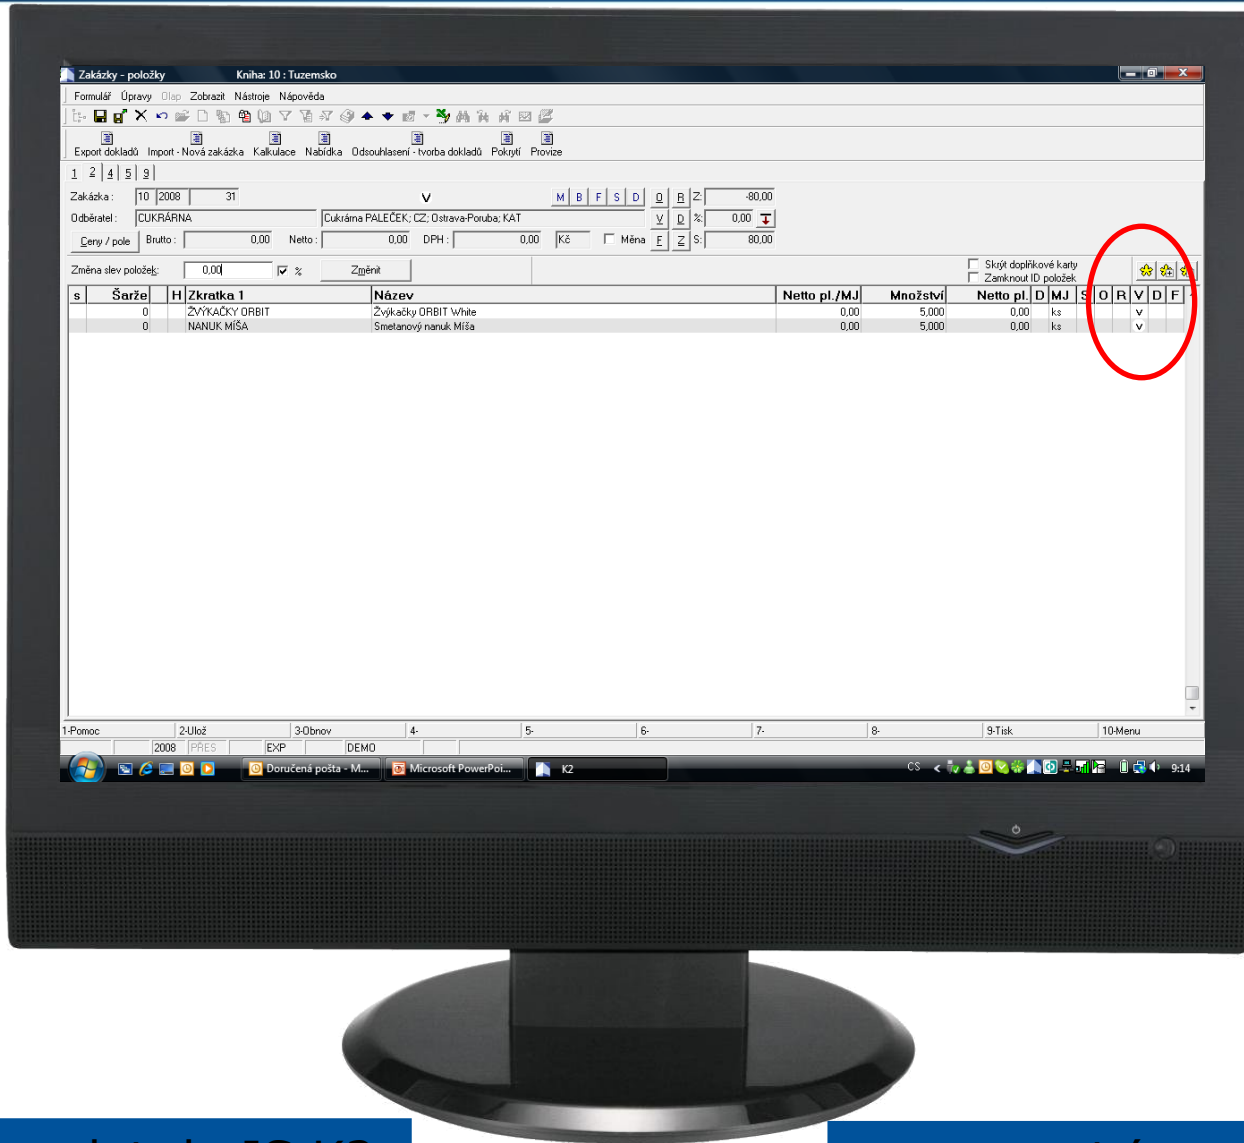 Zakázky - položky Kniha: 10 : Tuzemsko
Formulář Úpravy Olap Zobrazit Nástroje Nápověda
Export dokladů Import - Nová zakázka Kalkulace Nabídka Odsouhlasení - tvorba dokladů Pokrytí Provize
1 2 4 5 9
Zakázka : 10 2008 31 V M B F S D O R Z: -80,00
Odběratel : CUKRÁRNA Cukrárna PALEČEK; CZ; Ostrava-Poruba; KAT V D %: 0,00
Ceny / pole Brutto : 0,00 Netto : 0,00 DPH : 0,00 Kč Měna F Z S: 80,00
Změna slev položek: 0,00 % Změnit Skrýt doplňkové karty
Zamknout ID položek
s Šarže H Zkratka 1 Název Netto pl./MJ Množství Netto pl. D MJ S O R V D F
0 ŽVÝKAČKY ORBIT Žvýkačky ORBIT White 0,00 5,000 0,00 ks v
0 NANUK MÍŠA Smetanový nanuk Míša 0,00 5,000 0,00 ks v
1-Pomoc 2-Ulož 3-Obnov 4- 5- 6- 7- 8- 9-Tisk 10-Menu
2008 PŘES EXP DEMO
Doručená pošta - M... Microsoft PowerPoi... K2 CS 9:14